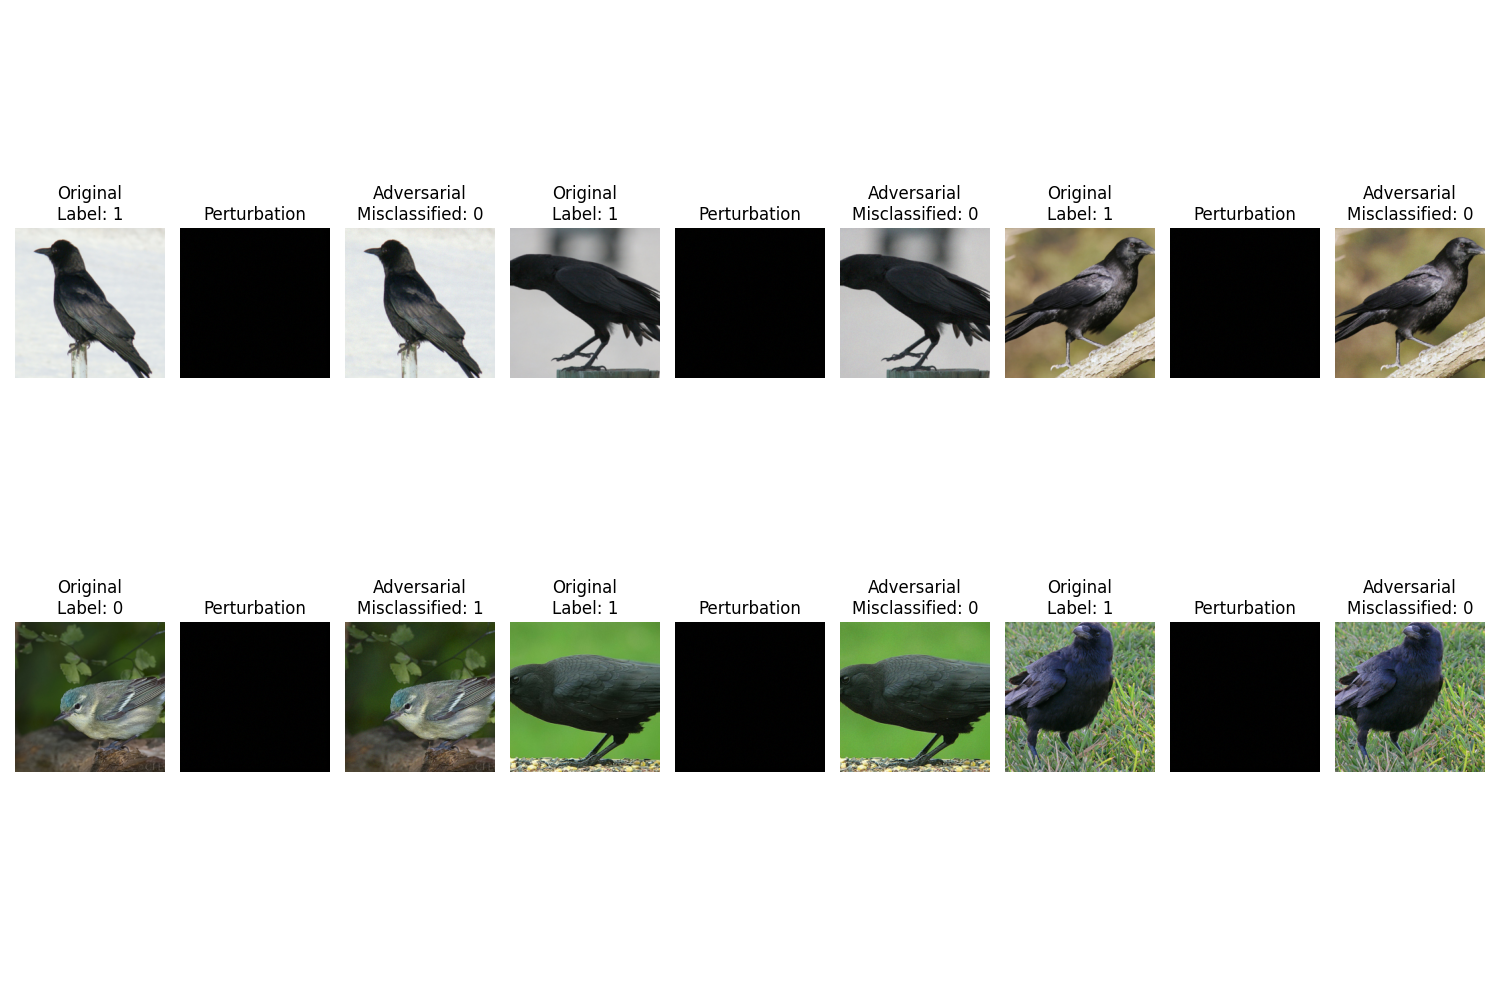 Original
Label: 1
Perturbation
Adversarial
Misclassified: 0
Original
Label: 1
Perturbation
Adversarial
Misclassified: 0
Original
Label: 1
Perturbation
Adversarial
Misclassified: 0
Original
Label: 0
Perturbation
Adversarial
Misclassified: 1
Original
Label: 1
Perturbation
Adversarial
Misclassified: 0
Original
Label: 1
Perturbation
Adversarial
Misclassified: 0